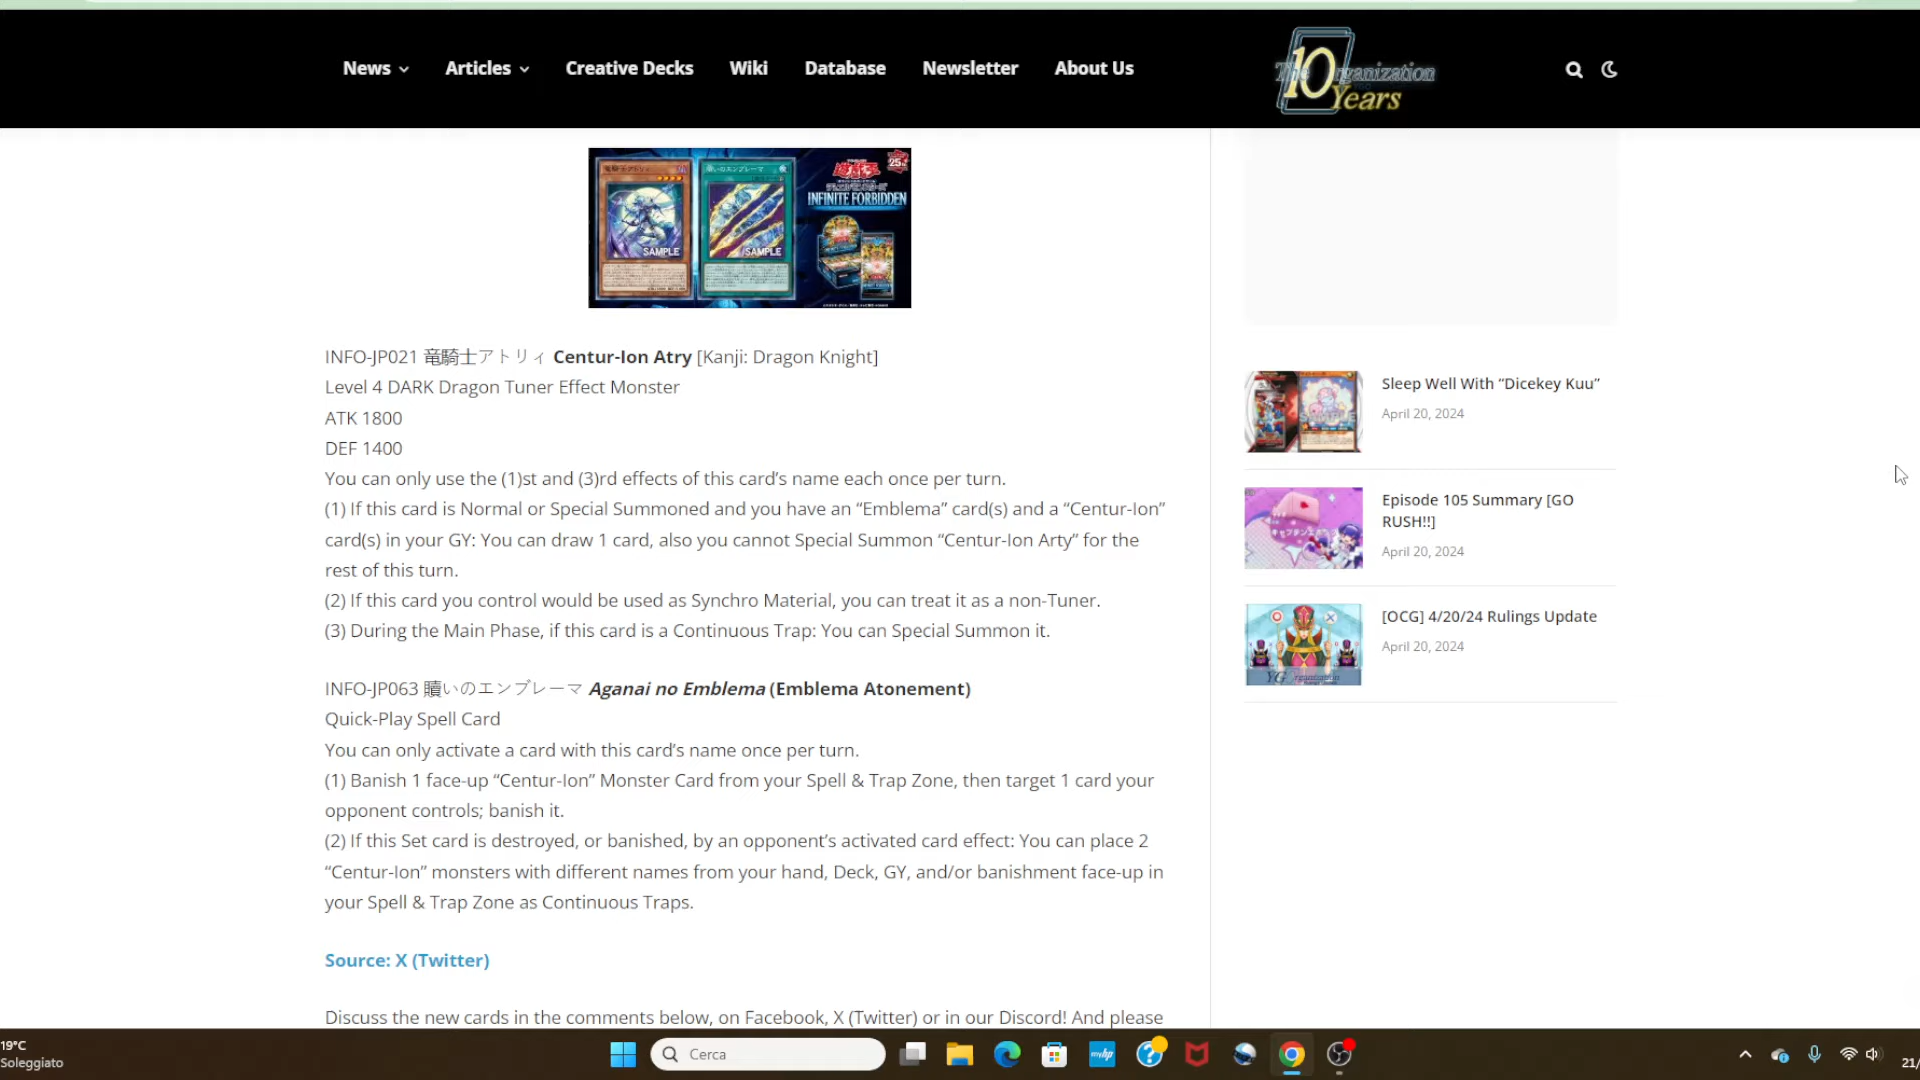 News
Articles
Creative Decks
Wiki
Database
Newsletter
About Us
The Organization
10 Years
SAMPLE
SAMPLE
25th
INFINITE FORBIDDEN
INFO-JP021 竜騎士アトリィ Centur-Ion Atry [Kanji: Dragon Knight]
Level 4 DARK Dragon Tuner Effect Monster
ATK 1800
DEF 1400
You can only use the (1)st and (3)rd effects of this card’s name each once per turn.
(1) If this card is Normal or Special Summoned and you have an “Emblema” card(s) and a “Centur-Ion”
card(s) in your GY: You can draw 1 card, also you cannot Special Summon “Centur-Ion Arty” for the
rest of this turn.
(2) If this card you control would be used as Synchro Material, you can treat it as a non-Tuner.
(3) During the Main Phase, if this card is a Continuous Trap: You can Special Summon it.
INFO-JP063 贖いのエンブレーマ Aganai no Emblema (Emblema Atonement)
Quick-Play Spell Card
You can only activate a card with this card’s name once per turn.
(1) Banish 1 face-up “Centur-Ion” Monster Card from your Spell & Trap Zone, then target 1 card your
opponent controls; banish it.
(2) If this Set card is destroyed, or banished, by an opponent’s activated card effect: You can place 2
“Centur-Ion” monsters with different names from your hand, Deck, GY, and/or banishment face-up in
your Spell & Trap Zone as Continuous Traps.
Source: X (Twitter)
Discuss the new cards in the comments below, on Facebook, X (Twitter) or in our Discord! And please
Sleep Well With “Dicekey Kuu”
April 20, 2024
Episode 105 Summary [GO
RUSH!!]
April 20, 2024
[OCG] 4/20/24 Rulings Update
April 20, 2024
19°C
Soleggiato
Cerca
myhp
21/